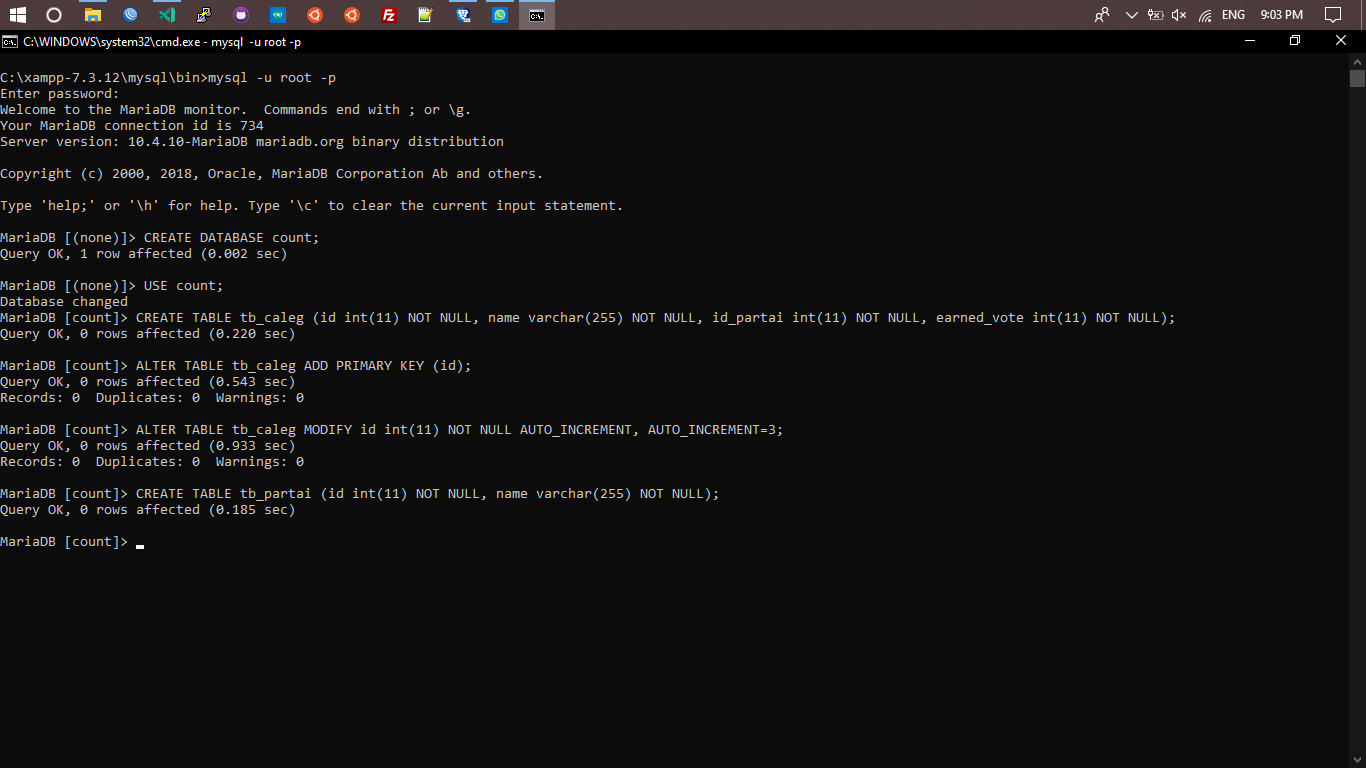 ENG 9:03 PM
C:\WINDOWS\system32\cmd.exe - mysql -u root -p
C:\xampp-7.3.12\mysql\bin>mysql -u root -p
Enter password:
Welcome to the MariaDB monitor.  Commands end with ; or \g.
Your MariaDB connection id is 734
Server version: 10.4.10-MariaDB mariadb.org binary distribution
Copyright (c) 2000, 2018, Oracle, MariaDB Corporation Ab and others.
Type 'help;' or '\h' for help. Type '\c' to clear the current input statement.
MariaDB [(none)]> CREATE DATABASE count;
Query OK, 1 row affected (0.002 sec)
MariaDB [(none)]> USE count;
Database changed
MariaDB [count]> CREATE TABLE tb_caleg (id int(11) NOT NULL, name varchar(255) NOT NULL, id_partai int(11) NOT NULL, earned_vote int(11) NOT NULL);
Query OK, 0 rows affected (0.220 sec)
MariaDB [count]> ALTER TABLE tb_caleg ADD PRIMARY KEY (id);
Query OK, 0 rows affected (0.543 sec)
Records: 0  Duplicates: 0  Warnings: 0
MariaDB [count]> ALTER TABLE tb_caleg MODIFY id int(11) NOT NULL AUTO_INCREMENT, AUTO_INCREMENT=3;
Query OK, 0 rows affected (0.933 sec)
Records: 0  Duplicates: 0  Warnings: 0
MariaDB [count]> CREATE TABLE tb_partai (id int(11) NOT NULL, name varchar(255) NOT NULL);
Query OK, 0 rows affected (0.185 sec)
MariaDB [count]> _